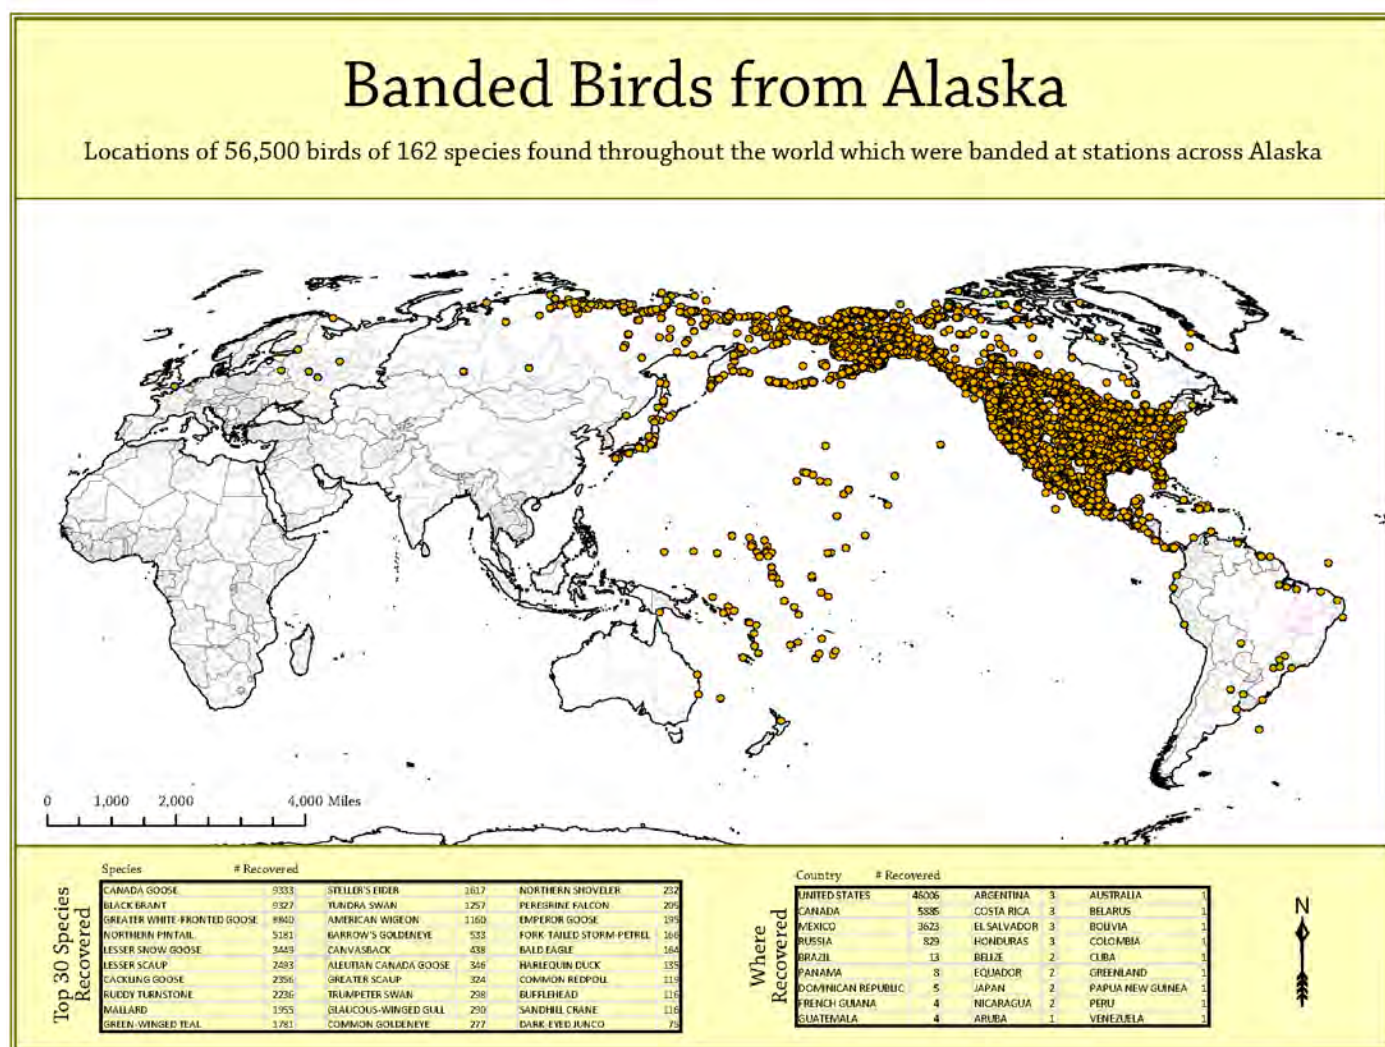 Banded Birds from Alaska
Locations of 56,500 birds of 162 species found throughout the world which were banded at stations across Alaska
0 1,000 2,000 4,000 Miles
Top 30 Species
Recovered
Species # Recovered
CANADA GOOSE 9333 STELLER'S EIDER 1617 NORTHERN SHOVELER 232
BLACK BRANT 9327 TUNDRA SWAN 1257 PEREGRINE FALCON 205
GREATER WHITE-FRONTED GOOSE 8840 AMERICAN WIGEON 1160 EMPEROR GOOSE 195
NORTHERN PINTAIL 5181 BARROW'S GOLDENEYE 533 FORK-TAILED STORM-PETREL 166
LESSER SNOW GOOSE 3449 CANVASBACK 438 BALD EAGLE 164
LESSER SCAUP 2493 ALEUTIAN CANADA GOOSE 346 HARLEQUIN DUCK 135
CACKLING GOOSE 2356 GREATER SCAUP 324 COMMON REDPOLL 119
RUDDY TURNSTONE 2236 TRUMPETER SWAN 298 BUFFLEHEAD 116
MALLARD 1955 GLAUCOUS-WINGED GULL 290 SANDHILL CRANE 116
GREEN-WINGED TEAL 1781 COMMON GOLDENEYE 277 DARK-EYED JUNCO 75
Where
Recovered
Country # Recovered
UNITED STATES 46006 ARGENTINA 3 AUSTRALIA 1
CANADA 5885 COSTA RICA 3 BELARUS 1
MEXICO 3623 EL SALVADOR 3 BOLIVIA 1
RUSSIA 829 HONDURAS 3 COLOMBIA 1
BRAZIL 13 BELIZE 2 CUBA 1
PANAMA 8 EQUADOR 2 GREENLAND 1
DOMINICAN REPUBLIC 5 JAPAN 2 PAPUA NEW GUINEA 1
FRENCH GUIANA 4 NICARAGUA 2 PERU 1
GUATEMALA 4 ARUBA 1 VENEZUELA 1
N